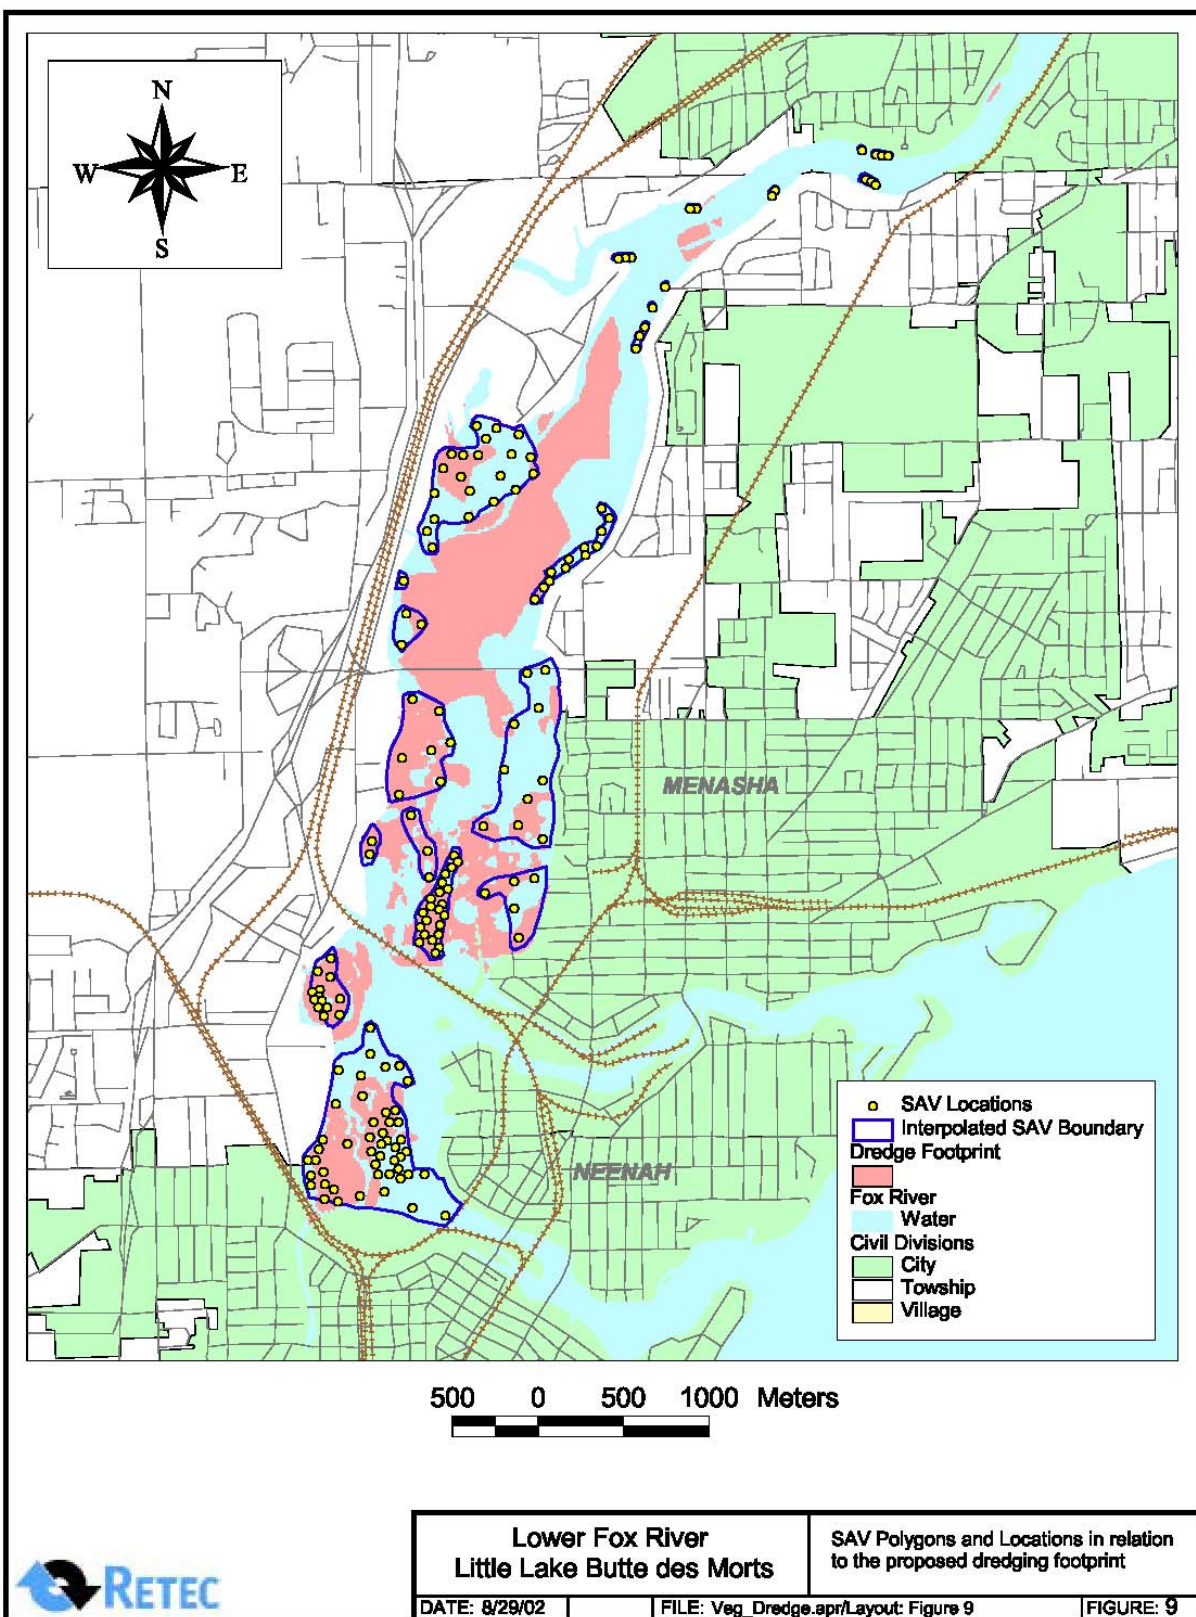 N
W E
S
MENASHA
NEENAH
SAV Locations
Interpolated SAV Boundary
Dredge Footprint
Fox River
Water
Civil Divisions
City
Towship
Village
500 0 500 1000 Meters
Lower Fox River
Little Lake Butte des Morts
SAV Polygons and Locations in relation
to the proposed dredging footprint
RETEC
DATE: 8/29/02 FILE: Veg_Dredge.apr/Layout: Figure 9 FIGURE: 9